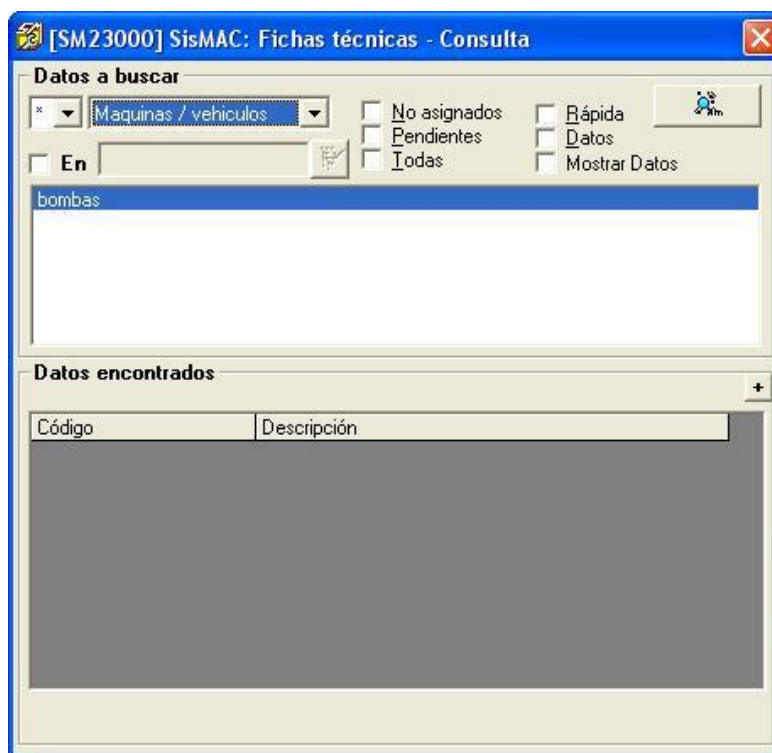 [SM23000] SisMAC: Fichas técnicas - Consulta
Datos a buscar
* Maquinas / vehiculos
No asignados
Rápida
Pendientes
Datos
En
Todas
Mostrar Datos
bombas
Datos encontrados
+
Código Descripción